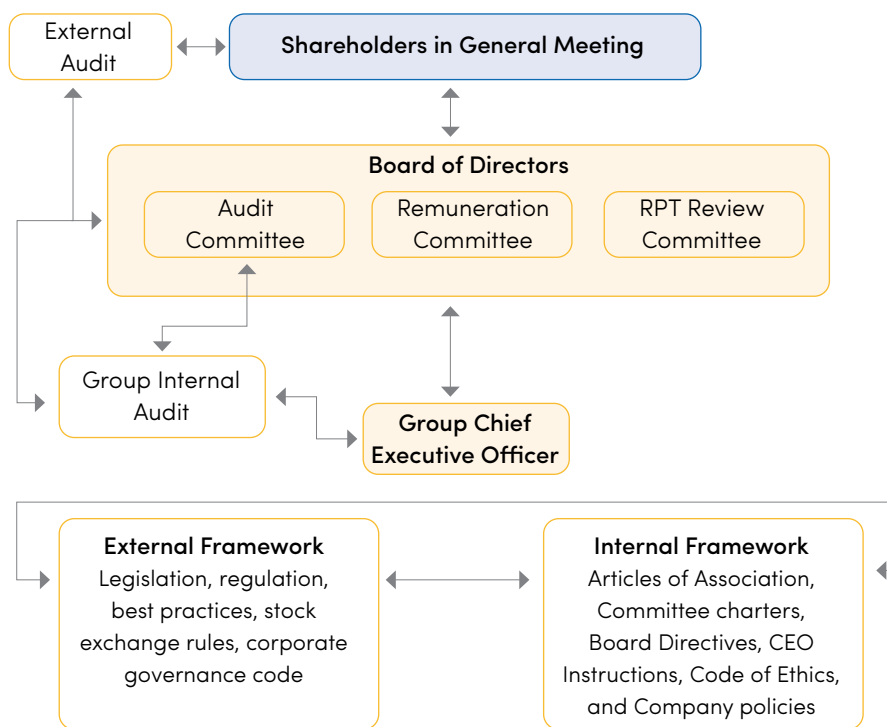 External
Audit
Shareholders in General Meeting
Board of Directors
Audit
Committee
Remuneration
Committee
RPT Review
Committee
Group Internal
Audit
Group Chief
Executive Officer
External Framework
Legislation, regulation,
best practices, stock
exchange rules, corporate
governance code
Internal Framework
Articles of Association,
Committee charters,
Board Directives, CEO
Instructions, Code of Ethics,
and Company policies